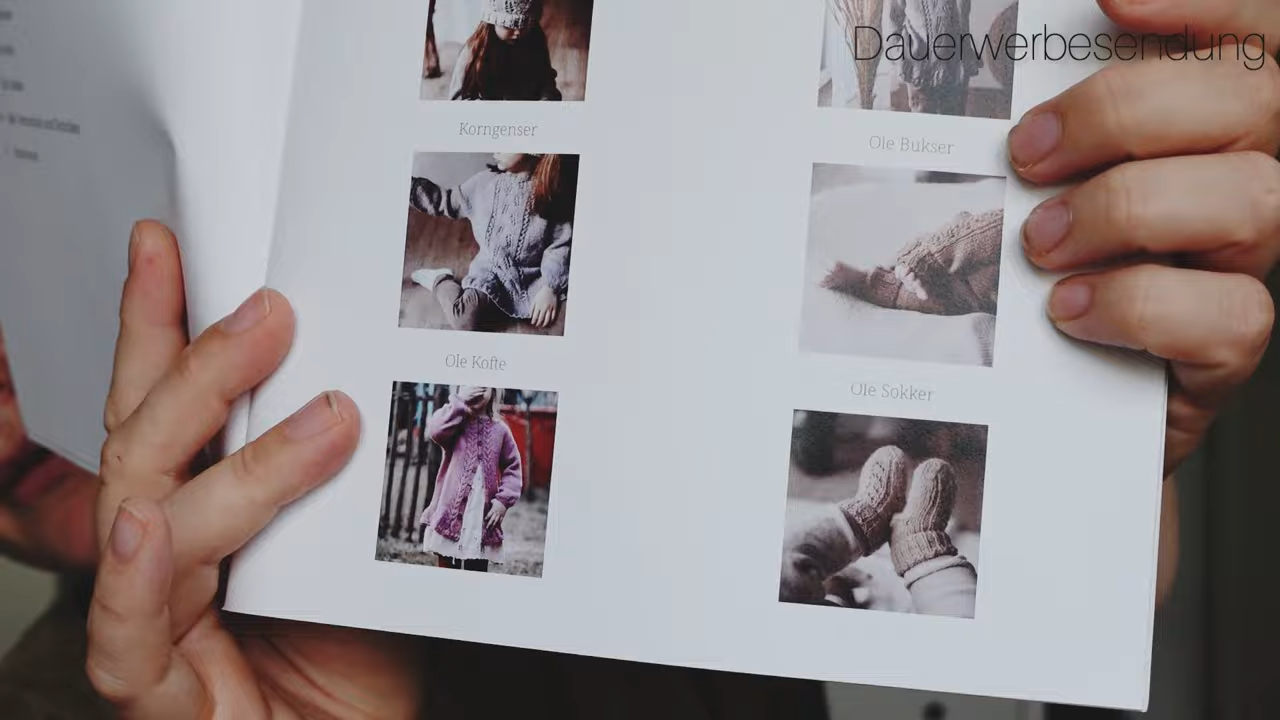 Dauerwerbesendung
Korngenser
Ole Bukser
Ole Kofte
Ole Sokker